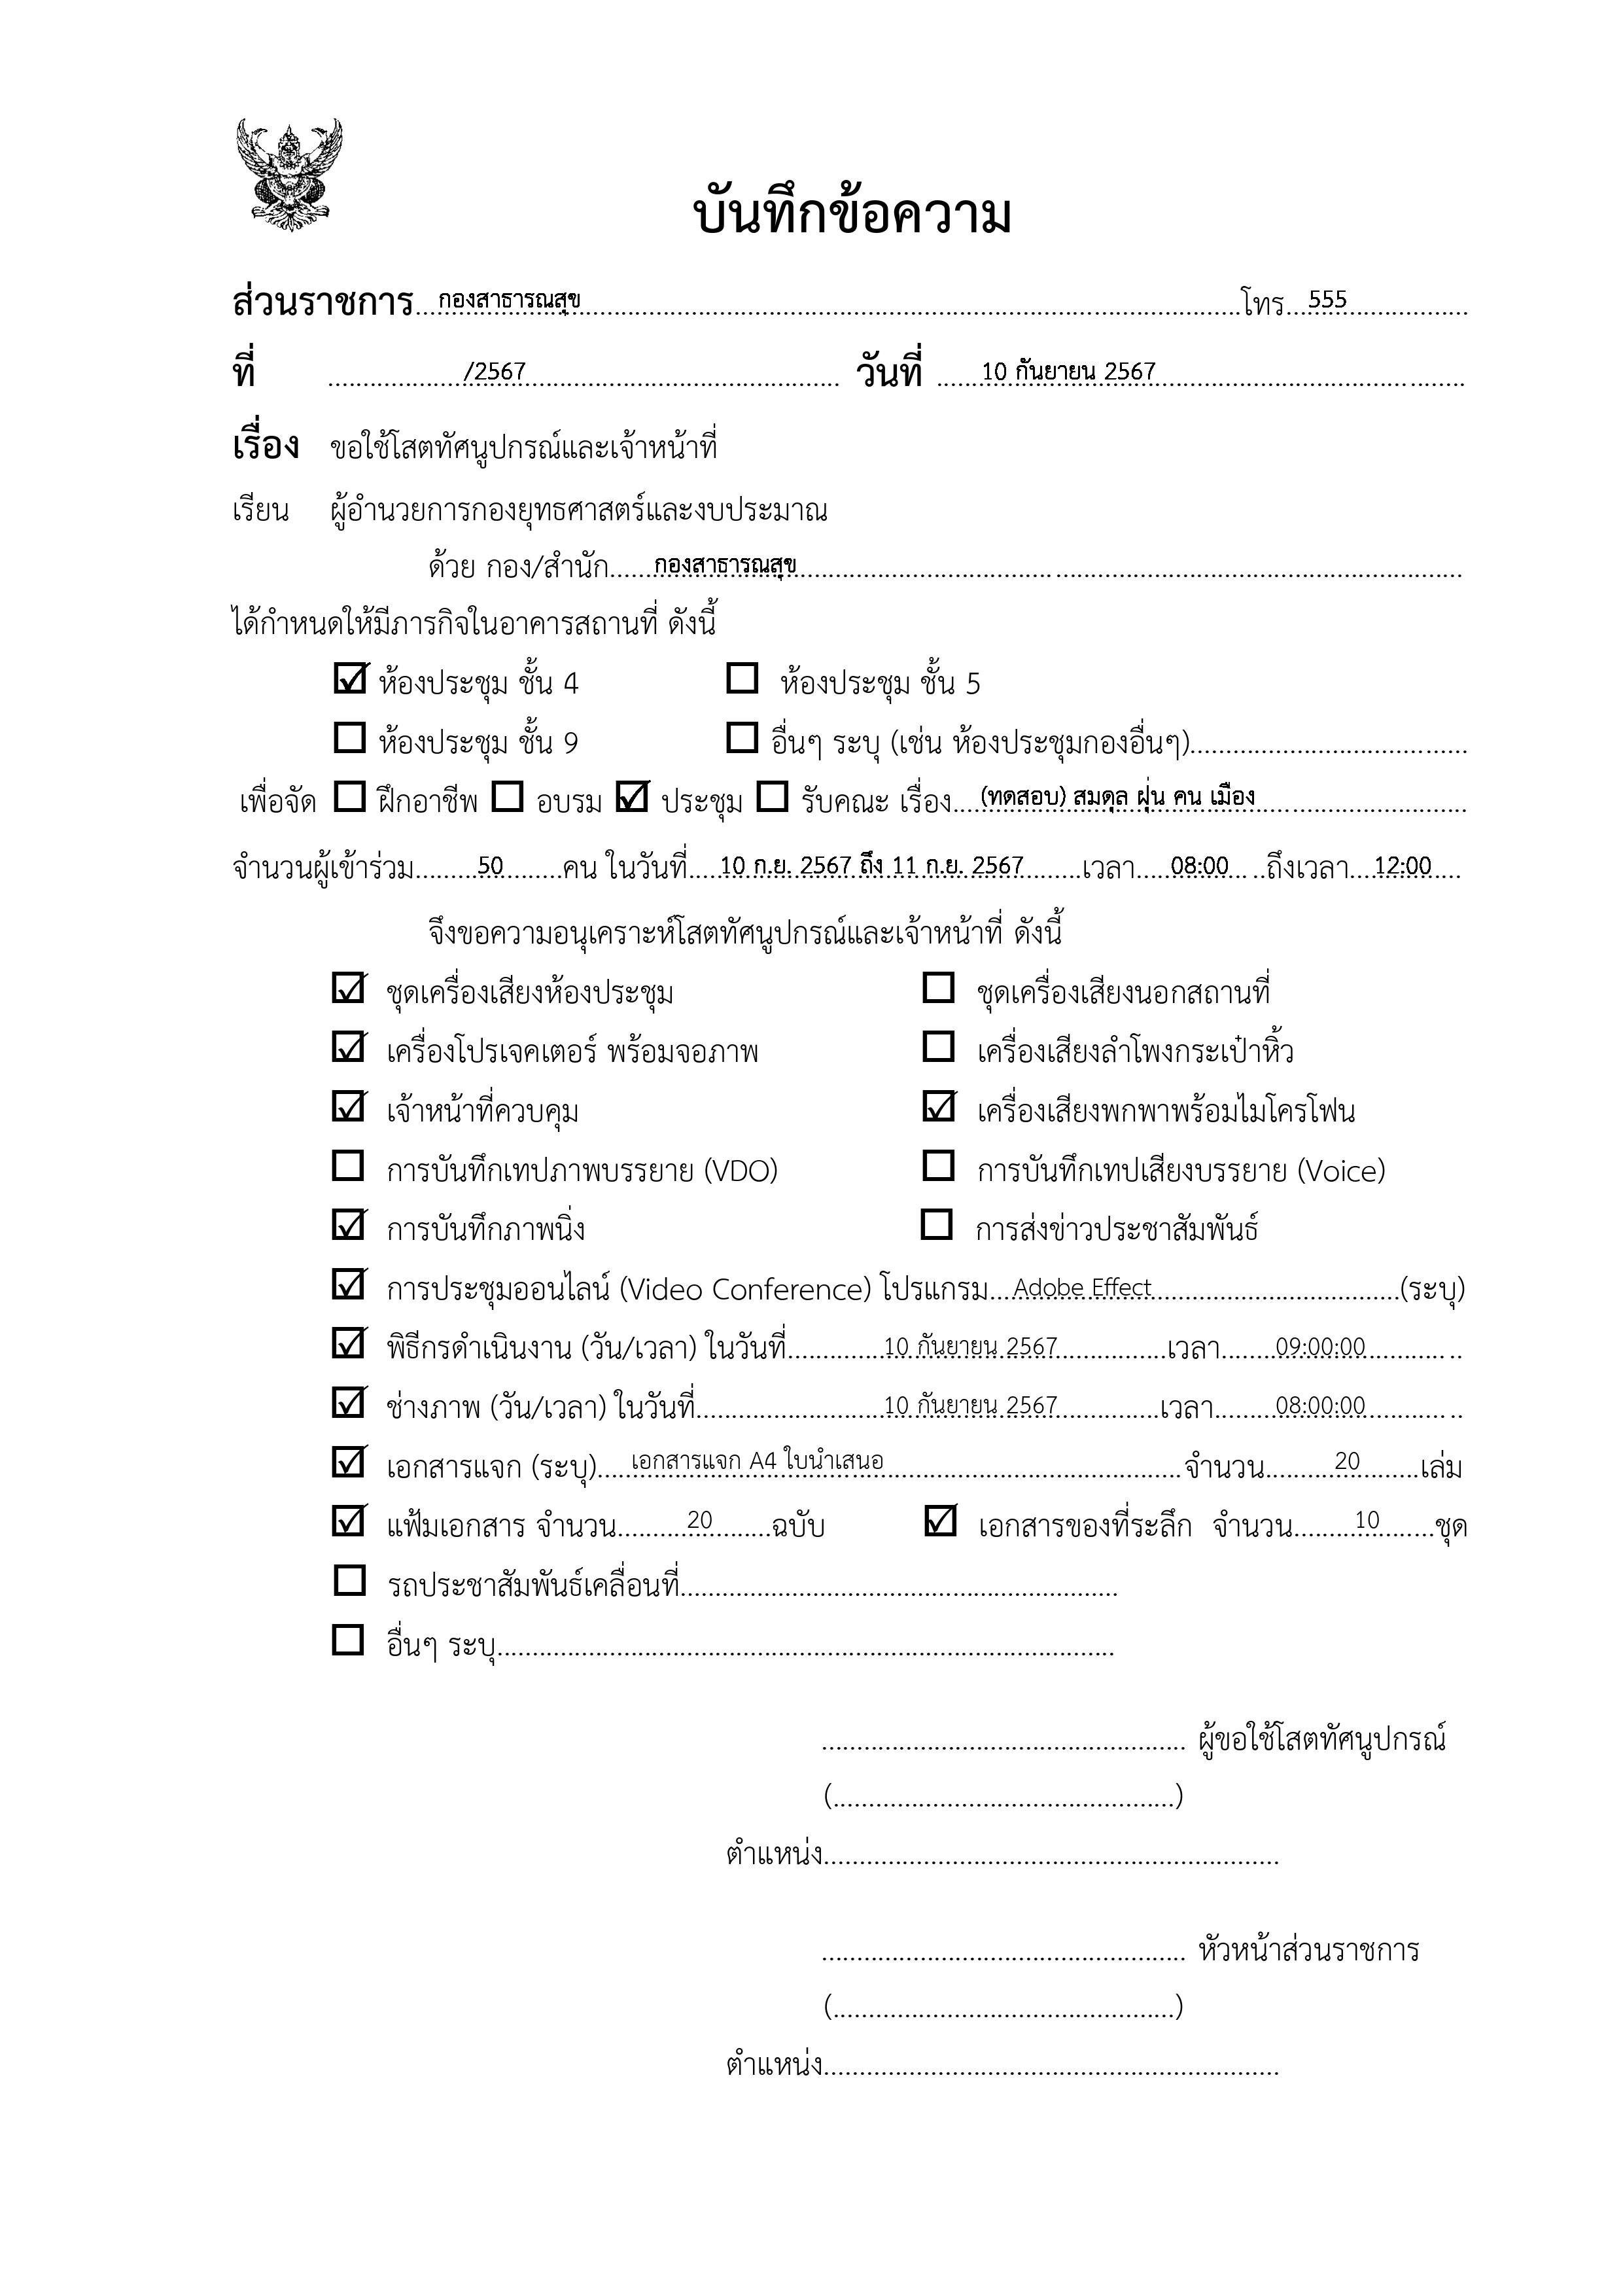 บันทึกข้อความ
ส่วนราชการ กองสาธารณสุข โทร. 555
ที่ /2567 วันที่ 10 กันยายน 2567
เรื่อง ขอใช้โสตทัศนูปกรณ์และเจ้าหน้าที่
เรียน ผู้อำนวยการกองยุทธศาสตร์และงบประมาณ
ด้วย กอง/สำนัก กองสาธารณสุข
ได้กำหนดให้มีภารกิจในอาคารสถานที่ ดังนี้
☑ ห้องประชุม ชั้น 4 ☐ ห้องประชุม ชั้น 5
☐ ห้องประชุม ชั้น 9 ☐ อื่นๆ ระบุ (เช่น ห้องประชุมกองอื่นๆ)
เพื่อจัด ☐ ฝึกอาชีพ ☐ อบรม ☑ ประชุม ☐ รับคณะ เรื่อง (ทดสอบ) สมดุล ฝุ่น คน เมือง
จำนวนผู้เข้าร่วม 50 คน ในวันที่ 10 ก.ย. 2567 ถึง 11 ก.ย. 2567 เวลา 08:00 ถึงเวลา 12:00
จึงขอความอนุเคราะห์โสตทัศนูปกรณ์และเจ้าหน้าที่ ดังนี้
☑ ชุดเครื่องเสียงห้องประชุม ☐ ชุดเครื่องเสียงนอกสถานที่
☑ เครื่องโปรเจคเตอร์ พร้อมจอภาพ ☐ เครื่องเสียงลำโพงกระเป๋าหิ้ว
☑ เจ้าหน้าที่ควบคุม ☑ เครื่องเสียงพกพาพร้อมไมโครโฟน
☐ การบันทึกเทปภาพบรรยาย (VDO) ☐ การบันทึกเทปเสียงบรรยาย (Voice)
☑ การบันทึกภาพนิ่ง ☐ การส่งข่าวประชาสัมพันธ์
☑ การประชุมออนไลน์ (Video Conference) โปรแกรม Adobe Effect (ระบุ)
☑ พิธีกรดำเนินงาน (วัน/เวลา) ในวันที่ 10 กันยายน 2567 เวลา 09:00:00
☑ ช่างภาพ (วัน/เวลา) ในวันที่ 10 กันยายน 2567 เวลา 08:00:00
☑ เอกสารแจก (ระบุ) เอกสารแจก A4 ใบนำเสนอ จำนวน 20 เล่ม
☑ แฟ้มเอกสาร จำนวน 20 ฉบับ ☑ เอกสารของที่ระลึก จำนวน 10 ชุด
☐ รถประชาสัมพันธ์เคลื่อนที่
☐ อื่นๆ ระบุ
ผู้ขอใช้โสตทัศนูปกรณ์
(....................)
ตำแหน่ง
หัวหน้าส่วนราชการ
(....................)
ตำแหน่ง